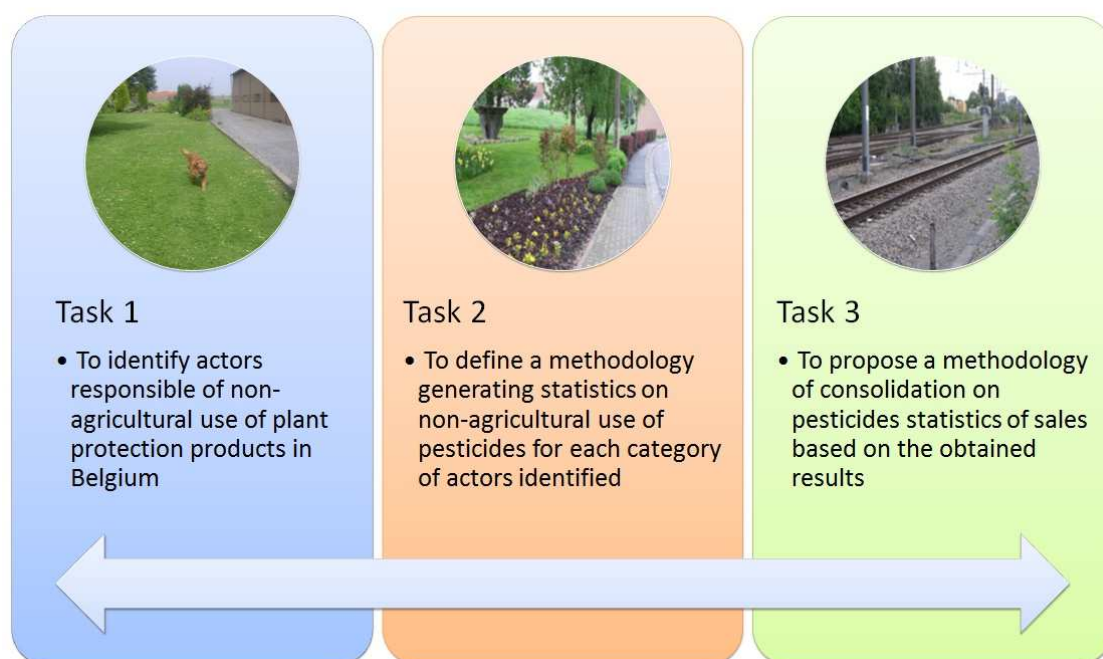 Task 1
• To identify actors
responsible of non-
agricultural use of plant
protection products in
Belgium
Task 2
• To define a methodology
generating statistics on
non-agricultural use of
pesticides for each category
of actors identified
Task 3
• To propose a methodology
of consolidation on
pesticides statistics of sales
based on the obtained
results